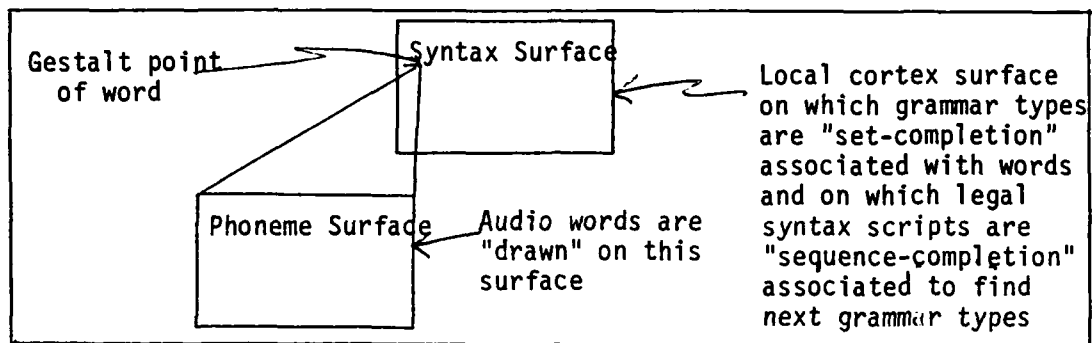 Gestalt point
of word
Syntax Surface
Local cortex surface
on which grammar types
are "set-completion"
associated with words
and on which legal
syntax scripts are
"sequence-completion"
associated to find
next grammar types
Phoneme Surface
Audio words are
"drawn" on this
surface